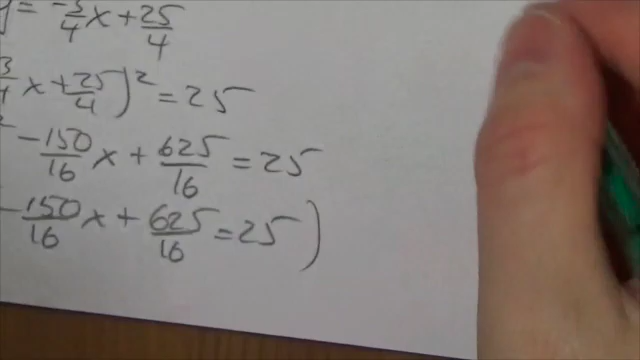 y = -3/4 x + 25/4
3/4 x + 25/4 )² = 25
² - 150/16 x + 625/16 = 25
- 150/16 x + 625/16 = 25 )